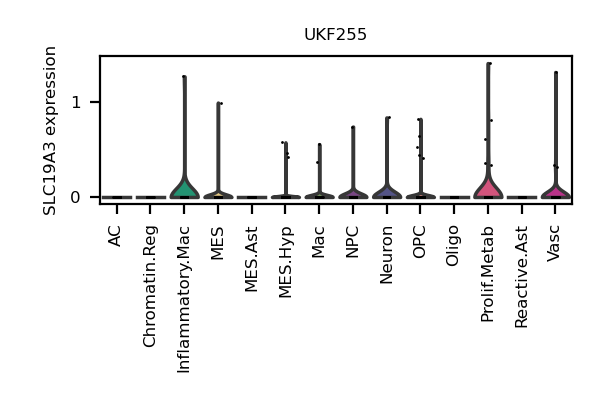 UKF255
SLC19A3 expression
1
0
AC
Chromatin.Reg
Inflammatory.Mac
MES
MES.Ast
MES.Hyp
Mac
NPC
Neuron
OPC
Oligo
Prolif.Metab
Reactive.Ast
Vasc